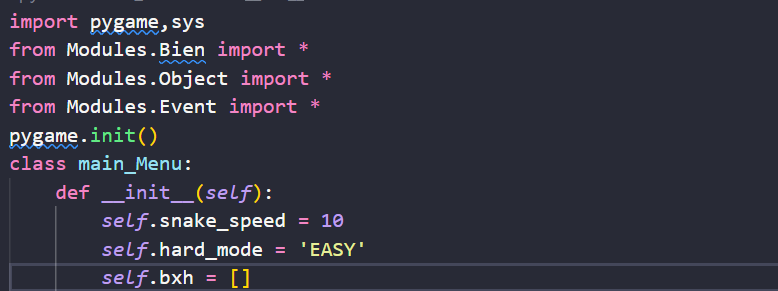 import pygame,sys
from Modules.Bien import *
from Modules.Object import *
from Modules.Event import *
pygame.init()
class main_Menu:
    def __init__(self):
        self.snake_speed = 10
        self.hard_mode = 'EASY'
        self.bxh = []